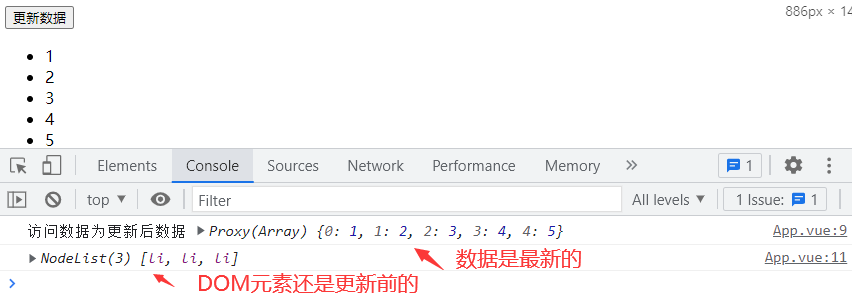 更新数据
886px × 14
1
2
3
4
5
Elements Console Sources Network Performance Memory » 1
top ▼ Filter All levels ▼ 1 Issue: 1
访问数据为更新后数据 ▶ Proxy(Array) {0: 1, 1: 2, 2: 3, 3: 4, 4: 5} App.vue:9
数据是最新的
▶ NodeList(3) [li, li, li] App.vue:11
DOM元素还是更新前的